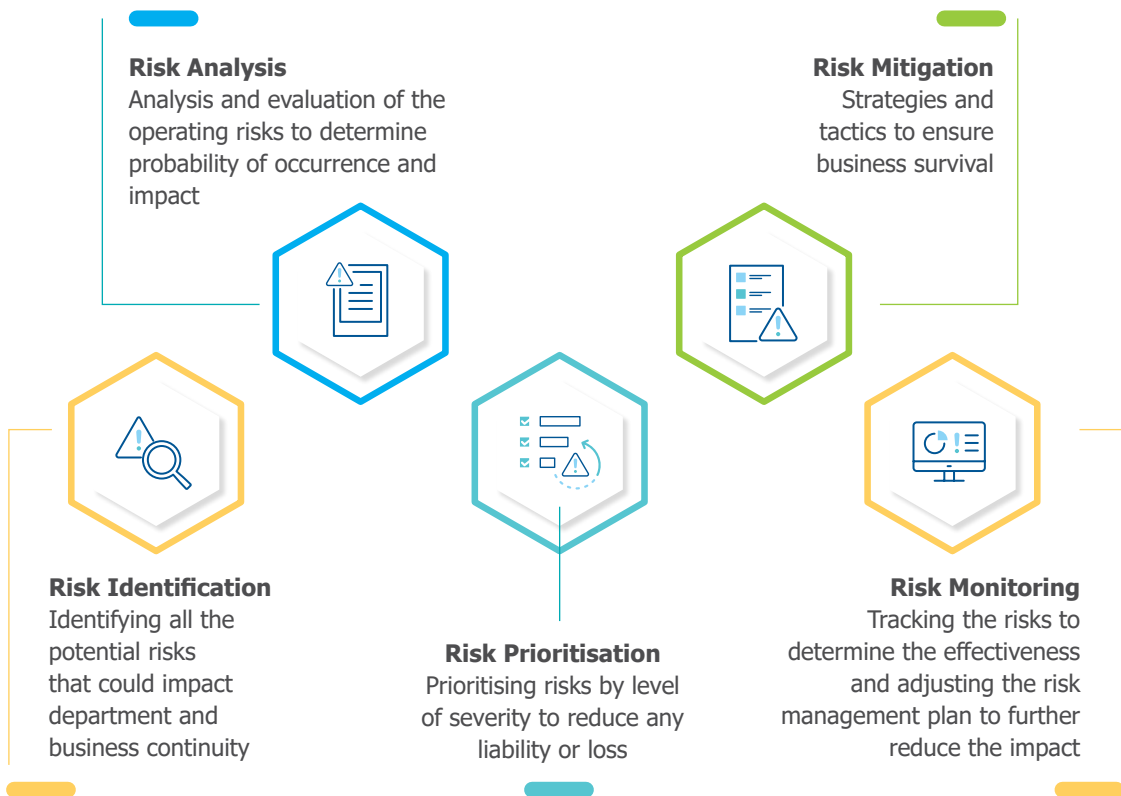 Risk Analysis
Analysis and evaluation of the
operating risks to determine
probability of occurrence and
impact
Risk Mitigation
Strategies and
tactics to ensure
business survival
Risk Identification
Identifying all the
potential risks
that could impact
department and
business continuity
Risk Prioritisation
Prioritising risks by level
of severity to reduce any
liability or loss
Risk Monitoring
Tracking the risks to
determine the effectiveness
and adjusting the risk
management plan to further
reduce the impact